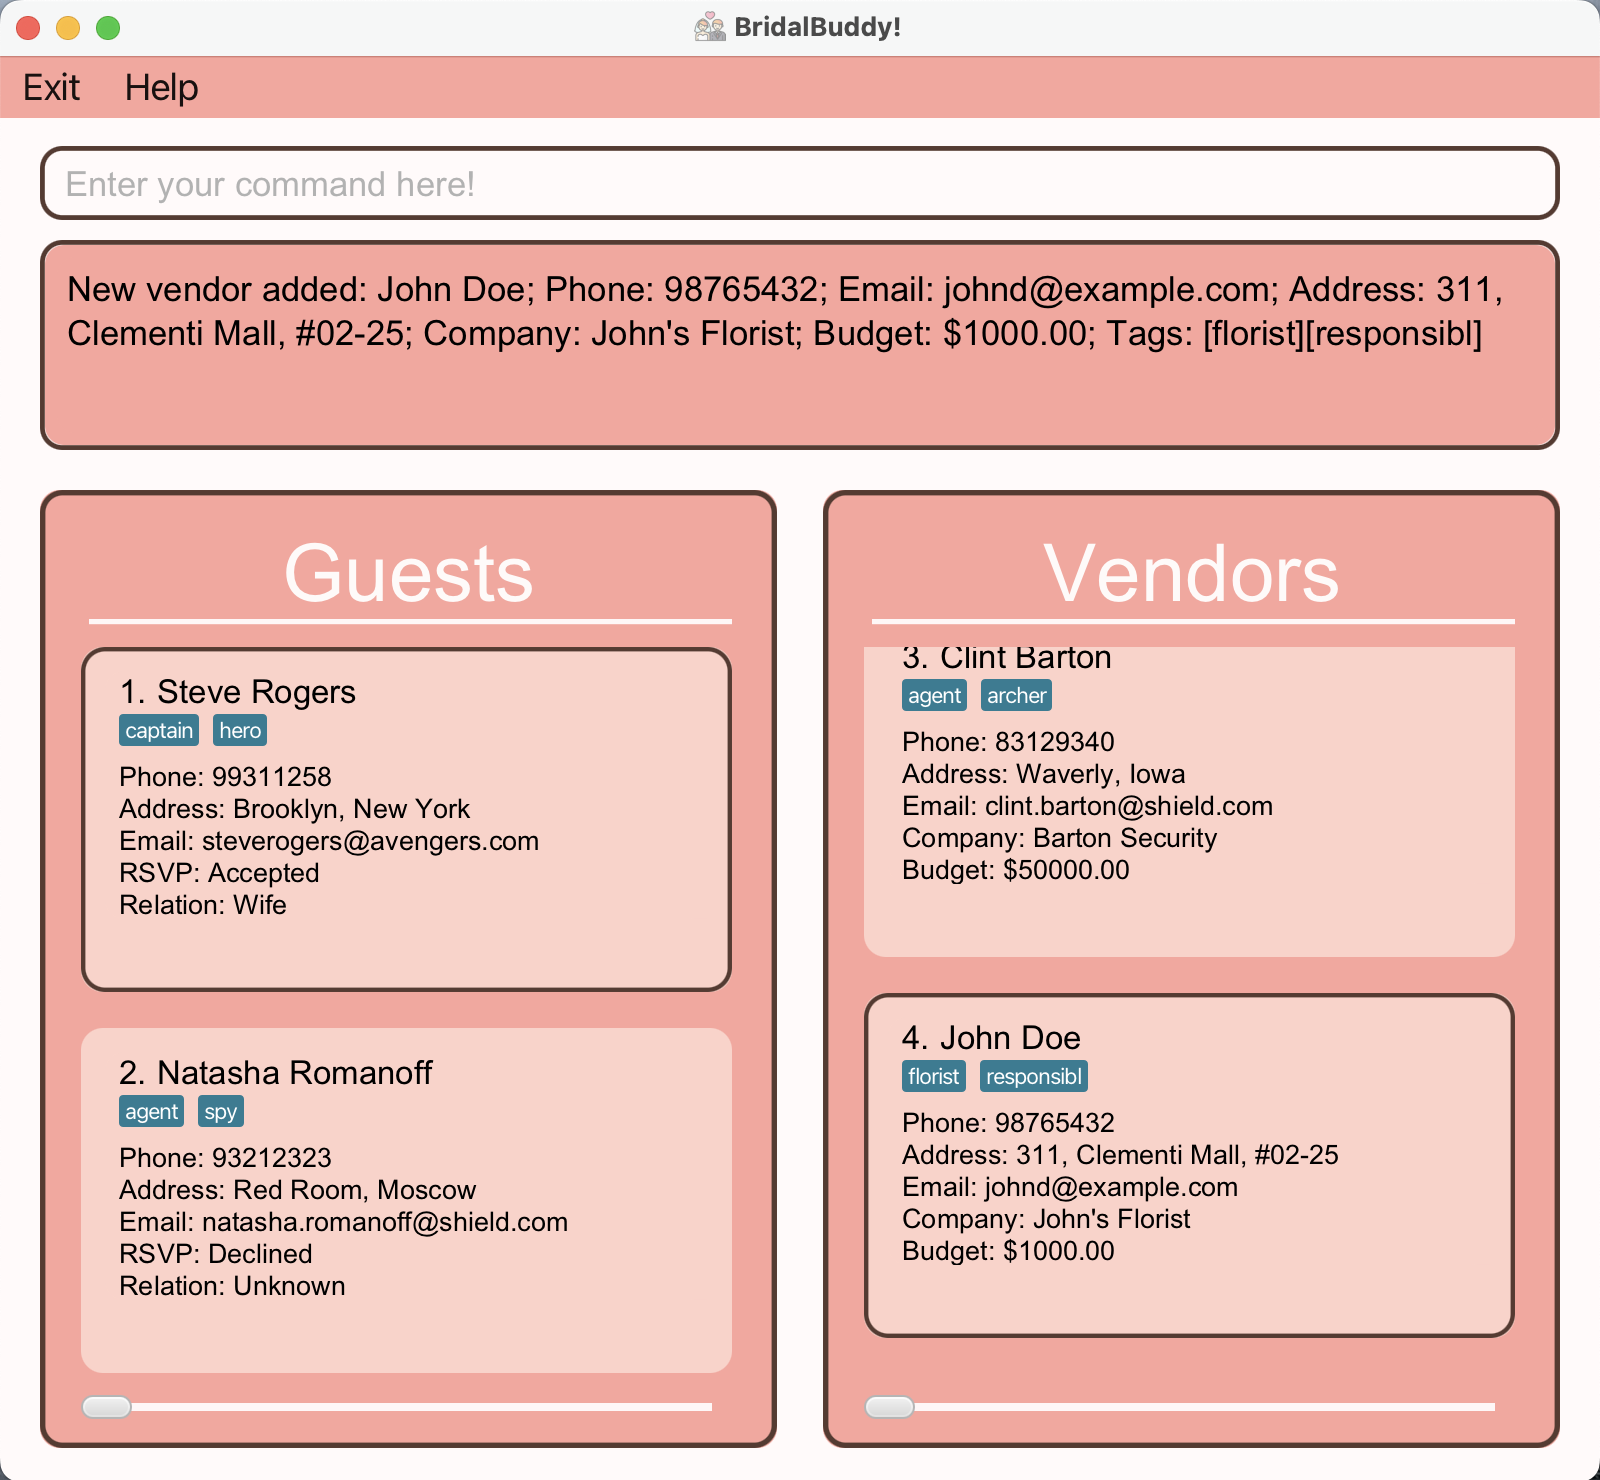 BridalBuddy!
Exit Help
Enter your command here!
New vendor added: John Doe; Phone: 98765432; Email: johnd@example.com; Address: 311,
Clementi Mall, #02-25; Company: John's Florist; Budget: $1000.00; Tags: [florist][responsibl]
Guests
1. Steve Rogers
captain hero
Phone: 99311258
Address: Brooklyn, New York
Email: steverogers@avengers.com
RSVP: Accepted
Relation: Wife
2. Natasha Romanoff
agent spy
Phone: 93212323
Address: Red Room, Moscow
Email: natasha.romanoff@shield.com
RSVP: Declined
Relation: Unknown
Vendors
3. Clint Barton
agent archer
Phone: 83129340
Address: Waverly, Iowa
Email: clint.barton@shield.com
Company: Barton Security
Budget: $50000.00
4. John Doe
florist responsibl
Phone: 98765432
Address: 311, Clementi Mall, #02-25
Email: johnd@example.com
Company: John's Florist
Budget: $1000.00